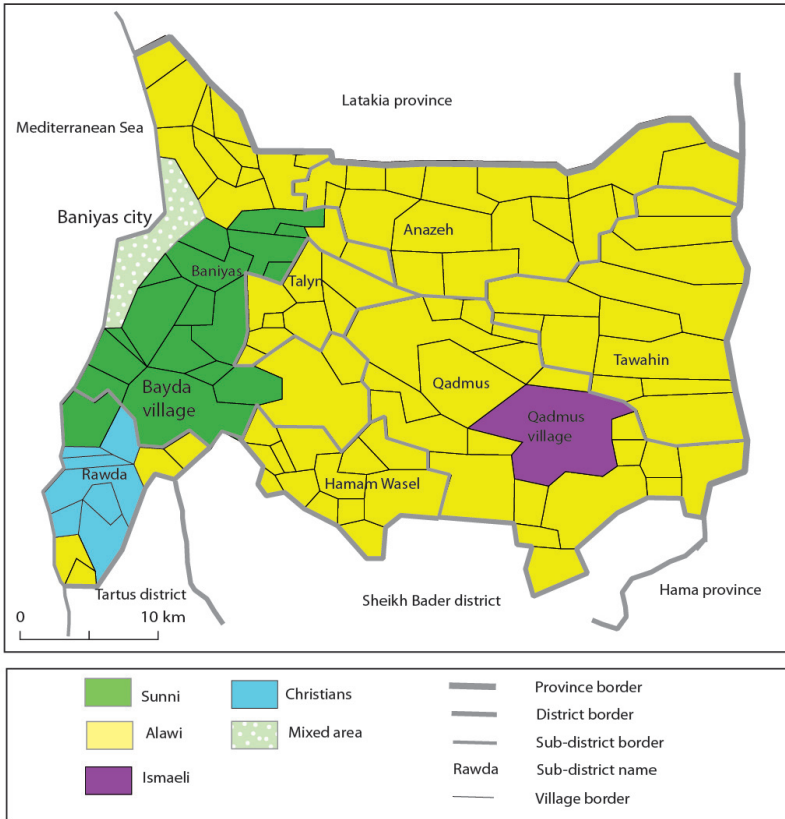 Latakia province
Mediterranean Sea
Baniyas city
Anazeh
Baniyas
Talyn
Tawahin
Qadmus
Bayda
village
Qadmus
village
Rawda
Hamam Wasel
Tartus district
Sheikh Bader district
Hama province
0 10 km
Sunni
Christians
Province border
District border
Alawi
Mixed area
Sub-district border
Rawda Sub-district name
Ismaeli
Village border